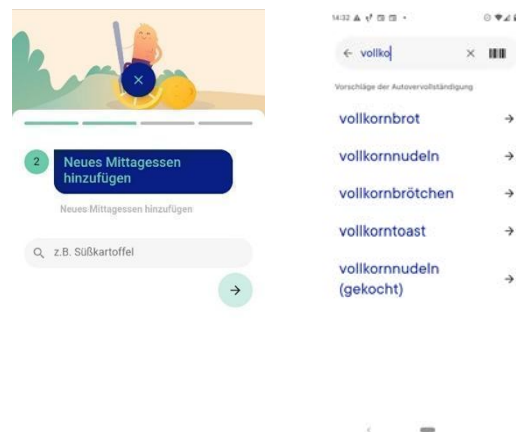 2
Neues Mittagessen
hinzufügen
Neues Mittagessen hinzufügen
z.B. Süßkartoffel
14:32
vollko
Vorschläge der Autovervollständigung
vollkornbrot
vollkornnudeln
vollkornbrötchen
vollkorntoast
vollkornnudeln
(gekocht)